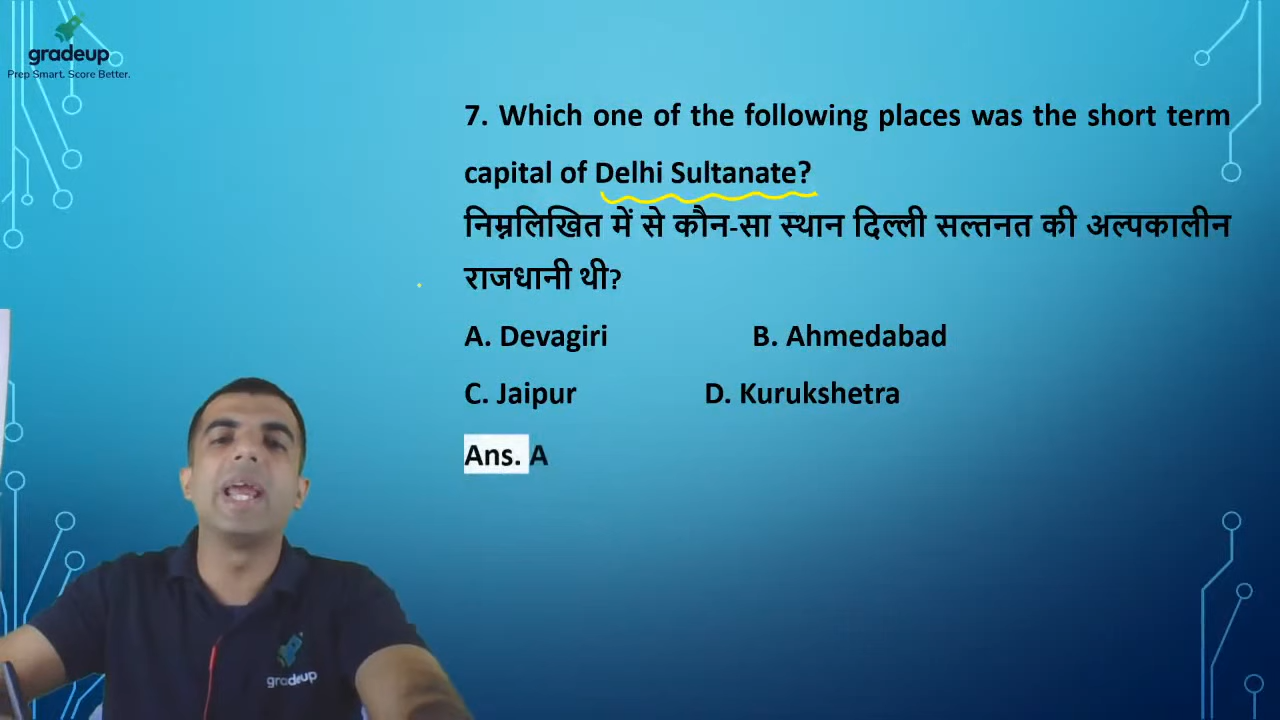 gradeup
Prep Smart. Score Better.
7. Which one of the following places was the short term
capital of Delhi Sultanate?
निम्नलिखित में से कौन-सा स्थान दिल्ली सल्तनत की अल्पकालीन
राजधानी थी?
A. Devagiri B. Ahmedabad
C. Jaipur D. Kurukshetra
Ans. A
gradeup